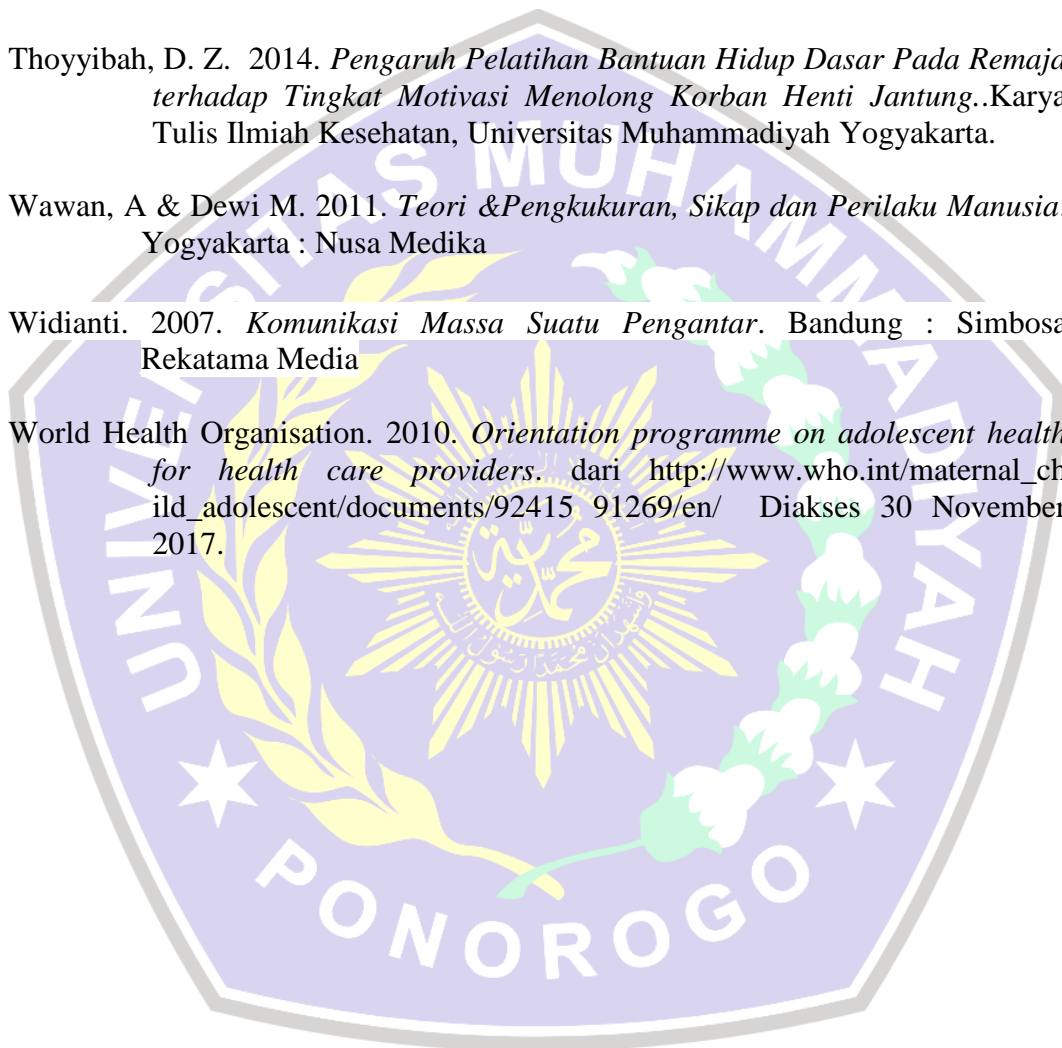 Thoyyibah, D. Z. 2014. Pengaruh Pelatihan Bantuan Hidup Dasar Pada Remaja
terhadap Tingkat Motivasi Menolong Korban Henti Jantung..Karya
Tulis Ilmiah Kesehatan, Universitas Muhammadiyah Yogyakarta.
Wawan, A & Dewi M. 2011. Teori &Pengkukuran, Sikap dan Perilaku Manusia.
Yogyakarta : Nusa Medika
Widianti. 2007. Komunikasi Massa Suatu Pengantar. Bandung : Simbosa
Rekatama Media
World Health Organisation. 2010. Orientation programme on adolescent health
for health care providers. dari http://www.who.int/maternal_ch
ild_adolescent/documents/92415 91269/en/ Diakses 30 November
2017.
UNIVERSITAS MUHAMMADIYAH
PONOROGO
محمدية